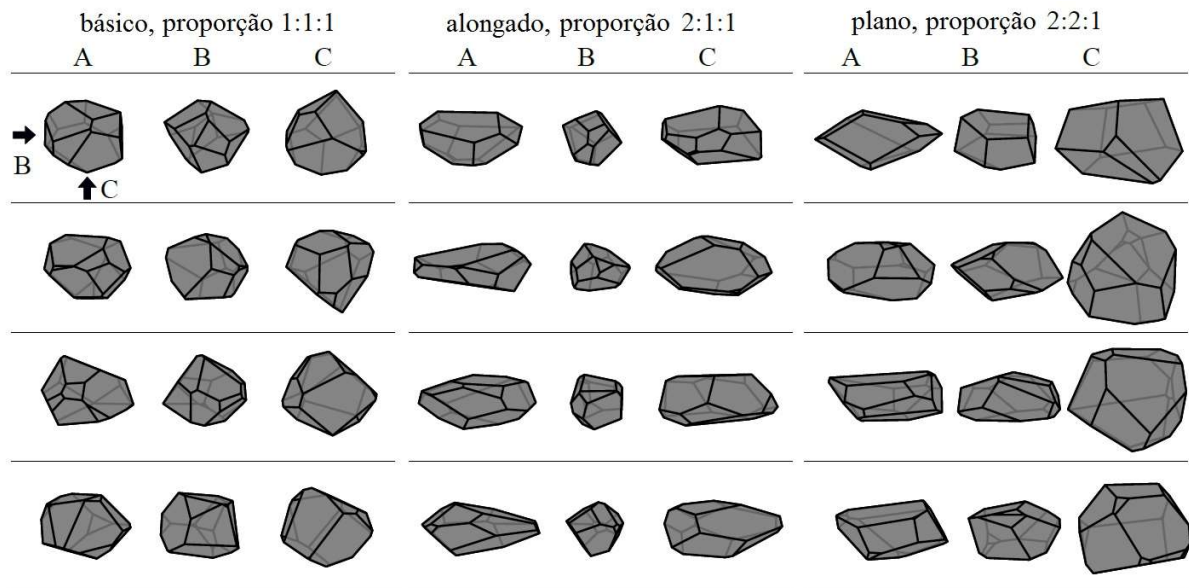 básico, proporção 1:1:1 alongado, proporção 2:1:1 plano, proporção 2:2:1
A B C A B C A B C
B
C